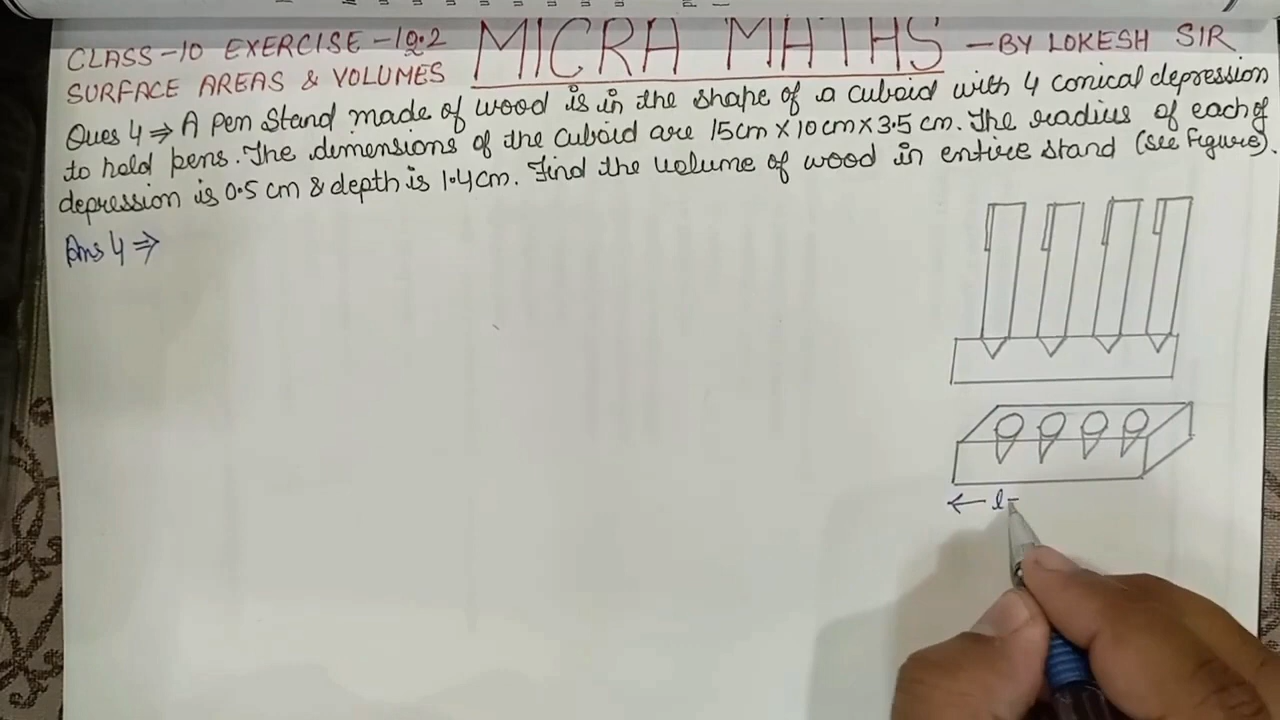 CLASS-10 EXERCISE-12.2 MICRA MATHS -BY LOKESH SIR
SURFACE AREAS & VOLUMES
Ques 4 ⇒ A pen stand made of wood is in the shape of a cuboid with 4 conical depression
to hold pens. The dimensions of the cuboid are 15cm×10cm×3.5cm. The radius of each of
depression is 0.5 cm & depth is 1.4cm. Find the volume of wood in entire stand (see figure).
Ans 4 ⇒
← l-